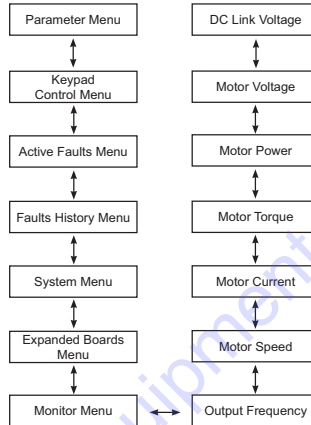 Parameter Menu
Keypad
Control Menu
Active Faults Menu
Faults History Menu
System Menu
Expanded Boards
Menu
Monitor Menu
DC Link Voltage
Motor Voltage
Motor Power
Motor Torque
Motor Current
Motor Speed
Output Frequency